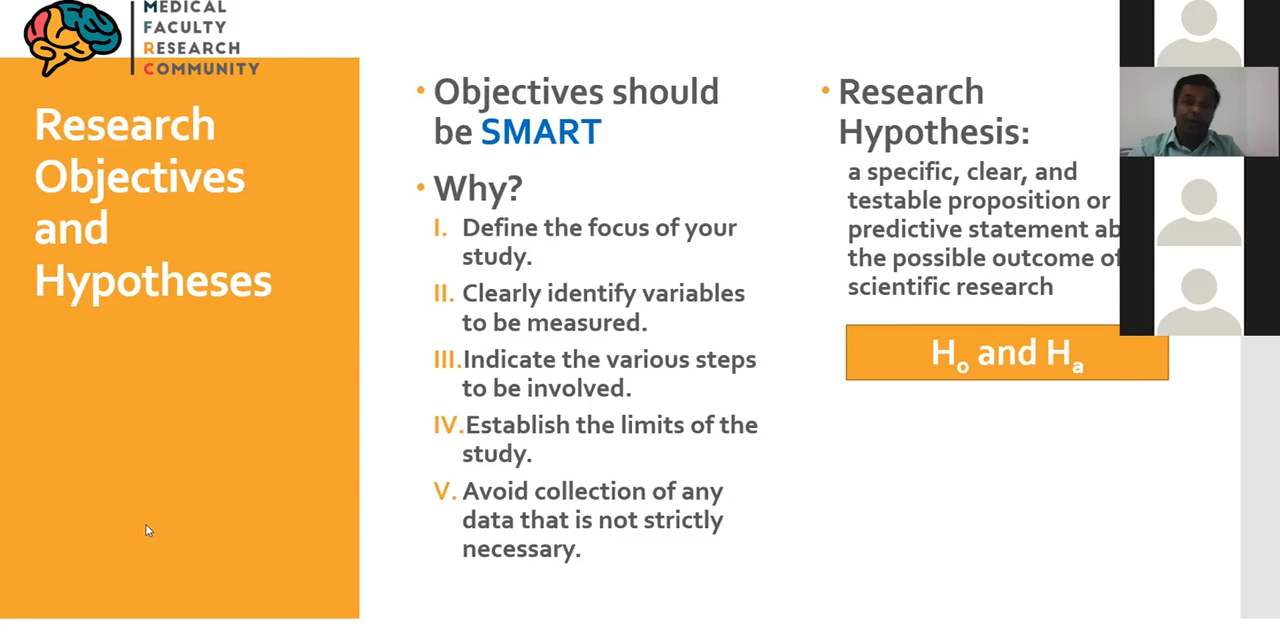 MEDICAL
FACULTY
RESEARCH
COMMUNITY
Research
Objectives
and
Hypotheses
• Objectives should
be SMART
• Why?
I. Define the focus of your
study.
II. Clearly identify variables
to be measured.
III. Indicate the various steps
to be involved.
IV. Establish the limits of the
study.
V. Avoid collection of any
data that is not strictly
necessary.
• Research
Hypothesis:
a specific, clear, and
testable proposition or
predictive statement ab
the possible outcome of
scientific research
Ho and Ha